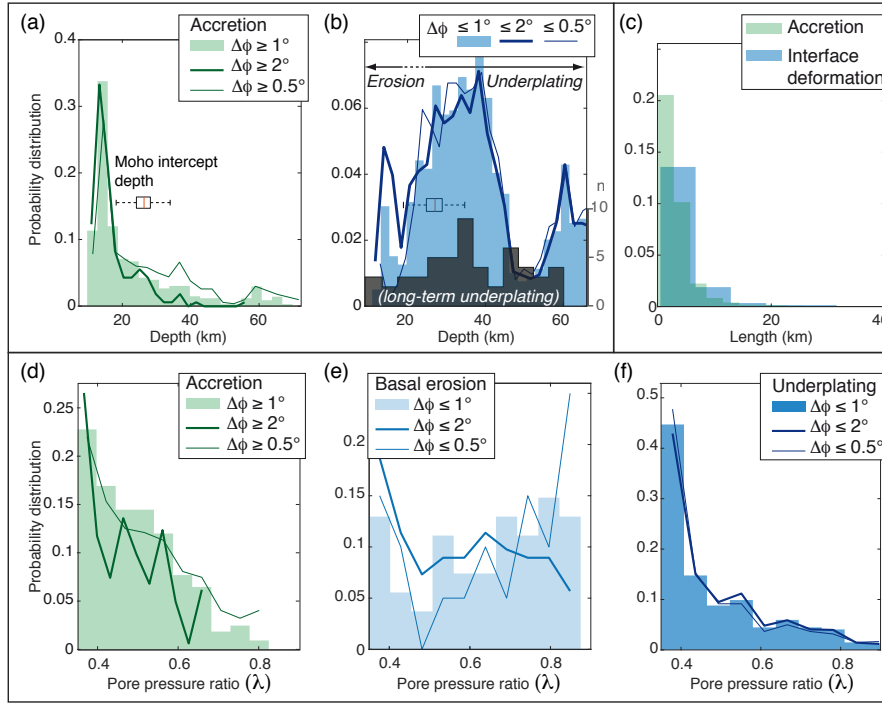 (a)
Accretion
Δϕ ≥ 1°
Δϕ ≥ 2°
Δϕ ≥ 0.5°
Moho intercept
depth
Probability distribution
0.4
0.3
0.2
0.1
0.0
20
40
60
Depth (km)
(b)
Δϕ ≤ 1° ≤ 2° ≤ 0.5°
Erosion
Underplating
0.06
0.04
0.02
0.0
n
10
5
0
(long-term underplating)
20
40
60
Depth (km)
(c)
Accretion
Interface
deformation
0.2
0.15
0.1
0.05
0.0
0
20
40
Length (km)
(d)
Accretion
Δϕ ≥ 1°
Δϕ ≥ 2°
Δϕ ≥ 0.5°
Probability distribution
0.25
0.2
0.15
0.1
0.05
0
0.4
0.6
0.8
Pore pressure ratio (λ)
(e)
Basal erosion
Δϕ ≤ 1°
Δϕ ≤ 2°
Δϕ ≤ 0.5°
0.2
0.15
0.1
0.05
0
0.4
0.6
0.8
Pore pressure ratio (λ)
(f)
Underplating
Δϕ ≤ 1°
Δϕ ≤ 2°
Δϕ ≤ 0.5°
0.5
0.4
0.3
0.2
0.1
0
0.4
0.6
0.8
Pore pressure ratio (λ)